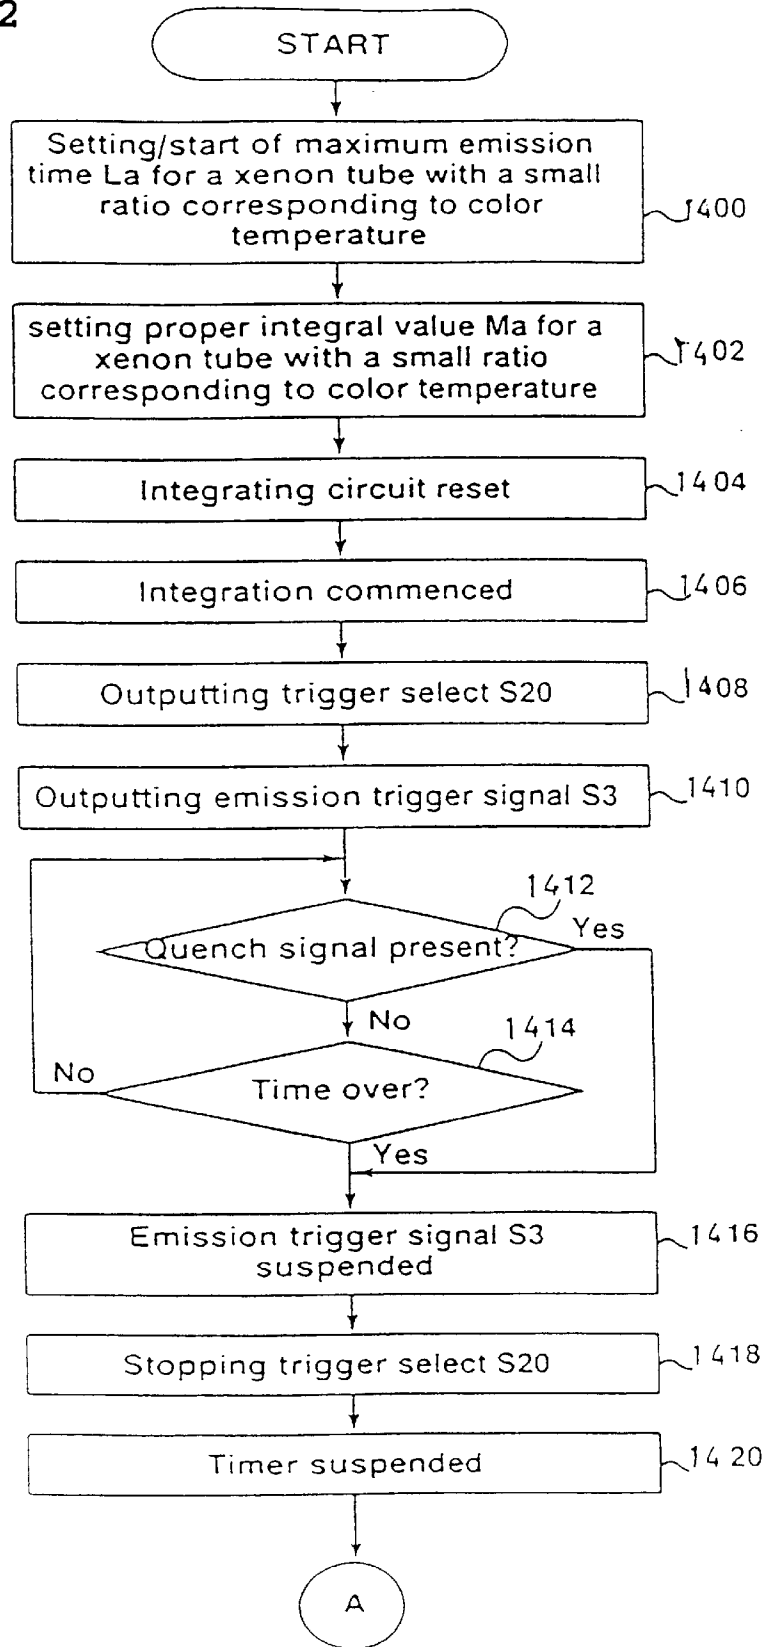 2
START
Setting/start of maximum emission
time La for a xenon tube with a small
ratio corresponding to color
temperature
1400
setting proper integral value Ma for a
xenon tube with a small ratio
corresponding to color temperature
1402
Integrating circuit reset
1404
Integration commenced
1406
Outputting trigger select S20
1408
Outputting emission trigger signal S3
1410
1412
Quench signal present?
Yes
No
1414
No
Time over?
Yes
Emission trigger signal S3
suspended
1416
Stopping trigger select S20
1418
Timer suspended
1420
A